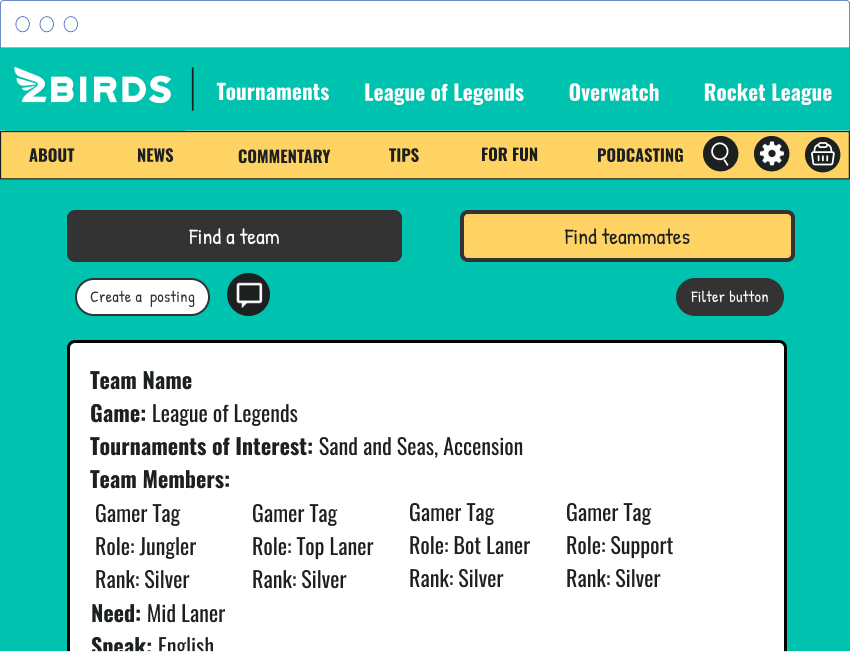 2BIRDS Tournaments League of Legends Overwatch Rocket League
ABOUT NEWS COMMENTARY TIPS FOR FUN PODCASTING
Find a team Find teammates
Create a posting Filter button
Team Name
Game: League of Legends
Tournaments of Interest: Sand and Seas, Accension
Team Members:
Gamer Tag Gamer Tag Gamer Tag Gamer Tag
Role: Jungler Role: Top Laner Role: Bot Laner Role: Support
Rank: Silver Rank: Silver Rank: Silver Rank: Silver
Need: Mid Laner
Speak: English